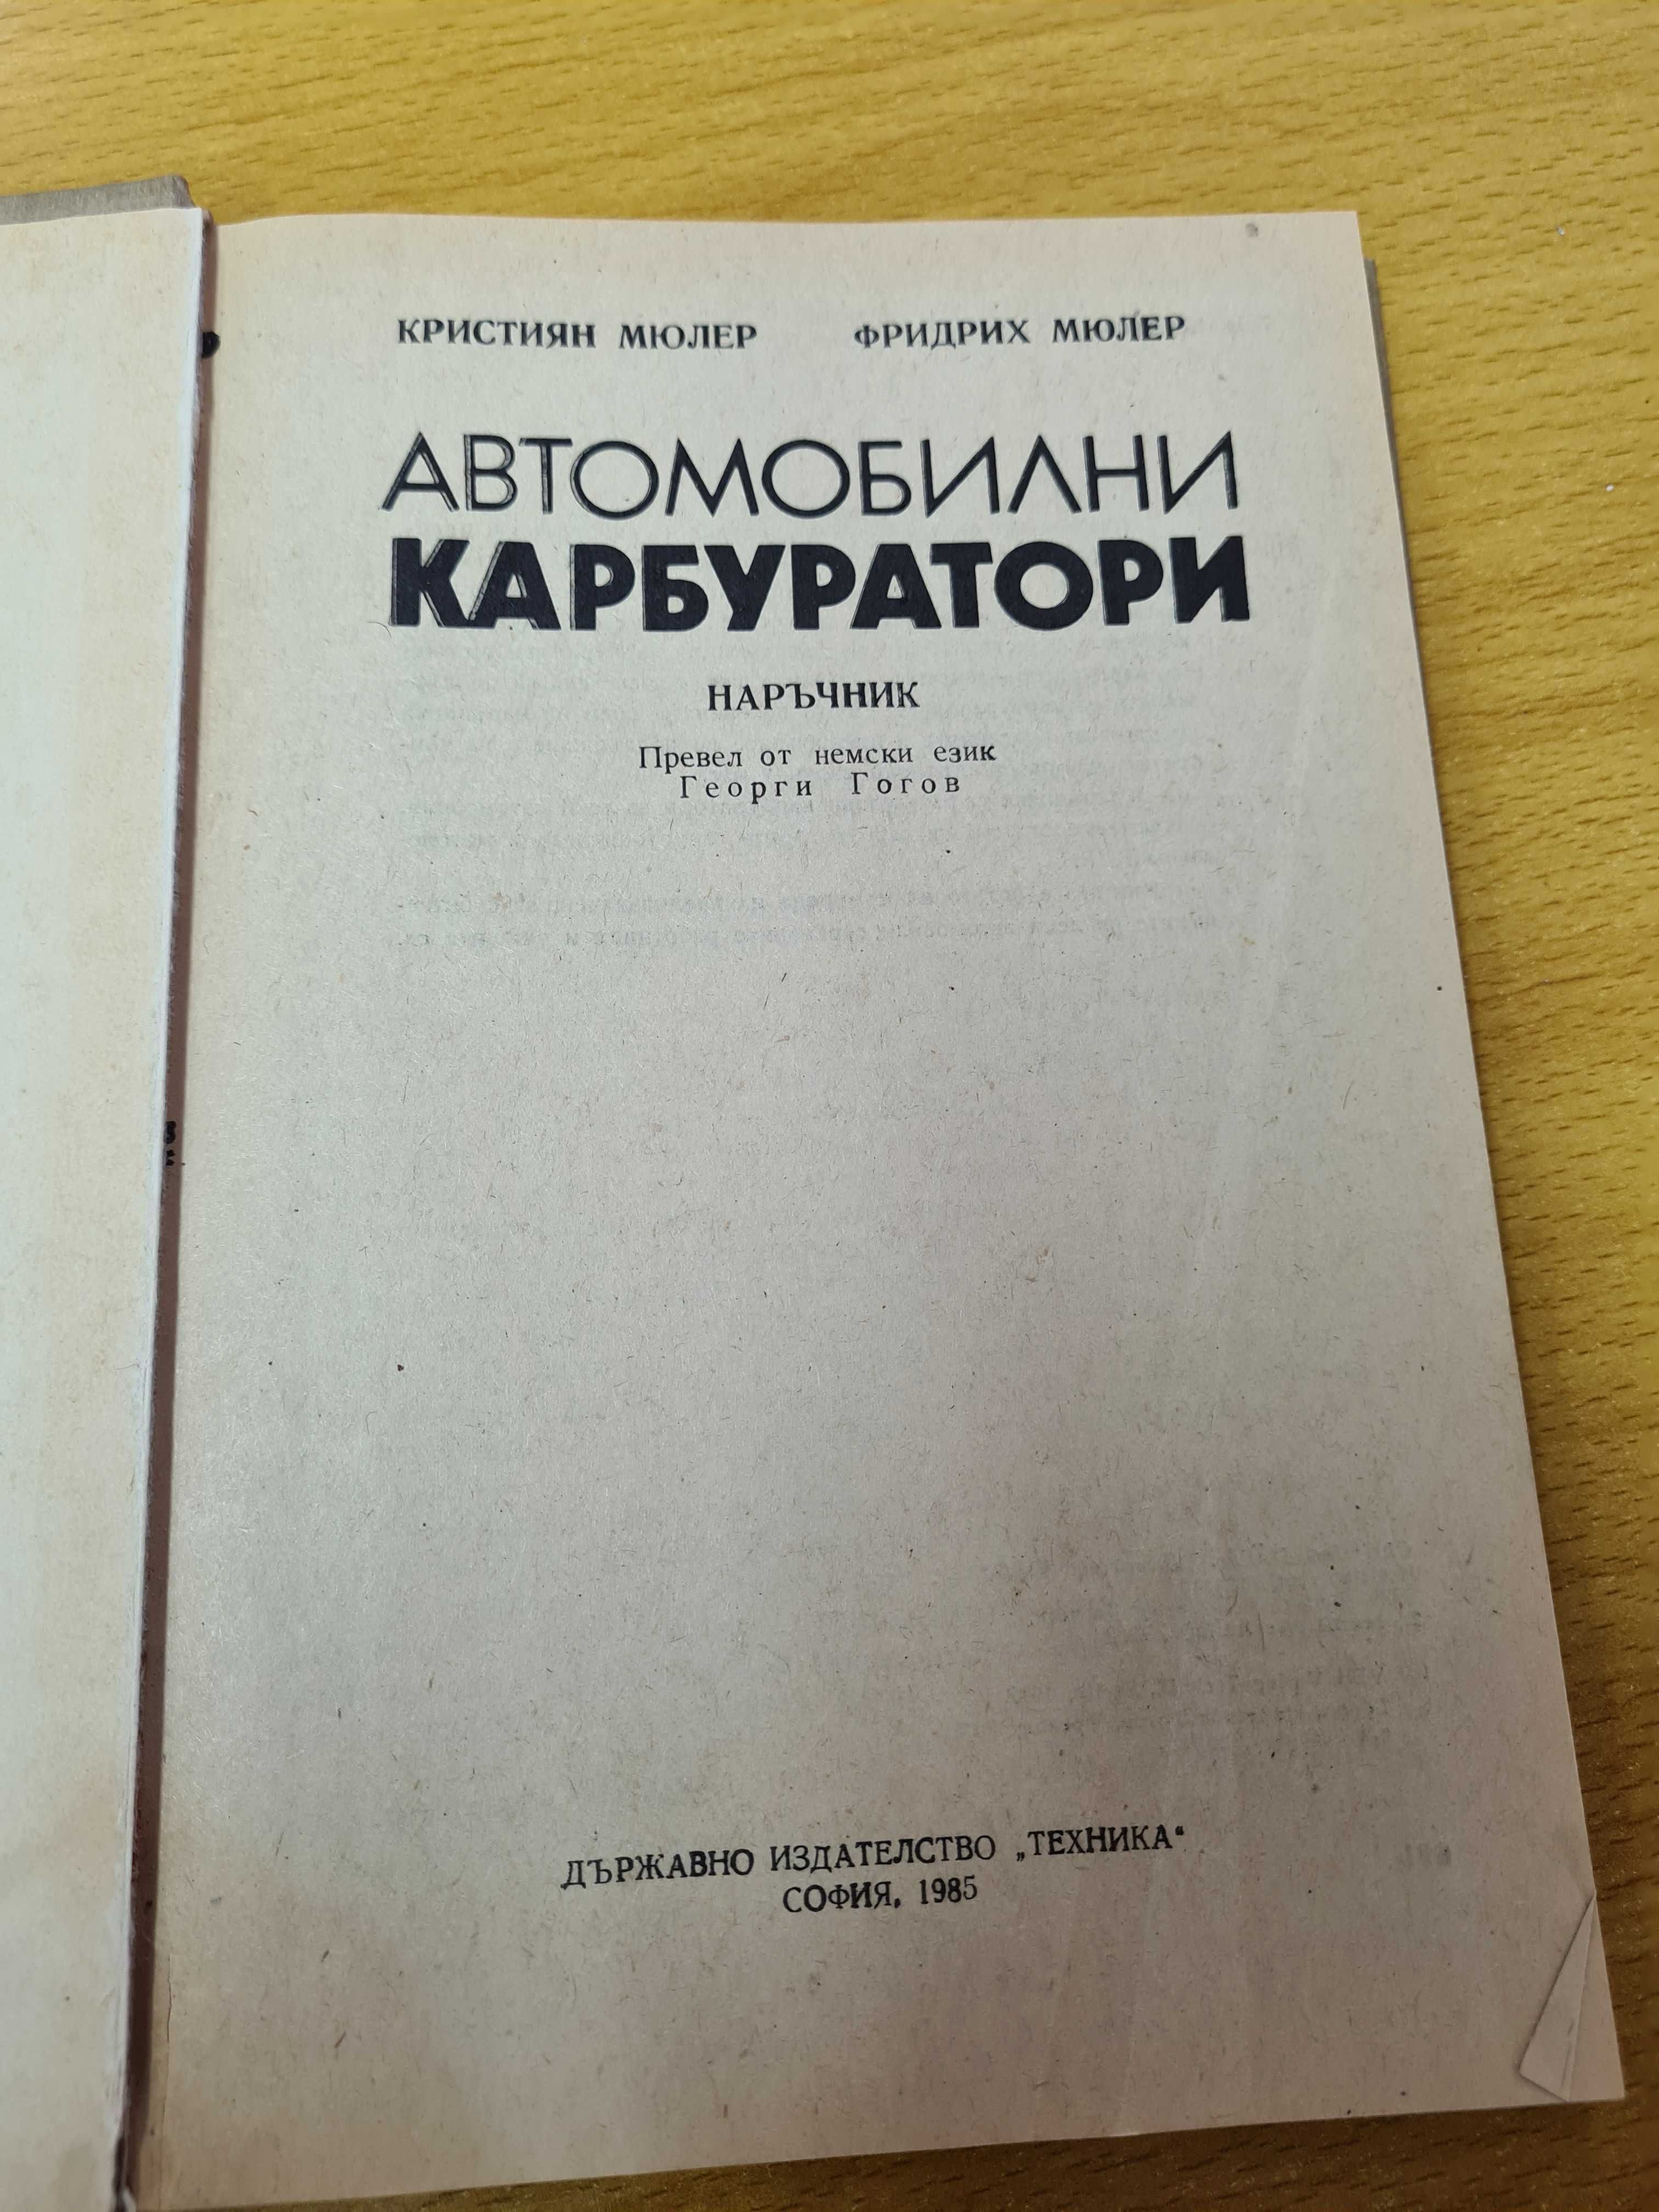 КРИСТИЯН МЮЛЕР ФРИДРИХ МЮЛЕР
АВТОМОБИЛНИ
КАРБУРАТОРИ
НАРЪЧНИК
Превел от немски език
Георги Гогов
ДЪРЖАВНО ИЗДАТЕЛСТВО „ТЕХНИКА“
СОФИЯ, 1985